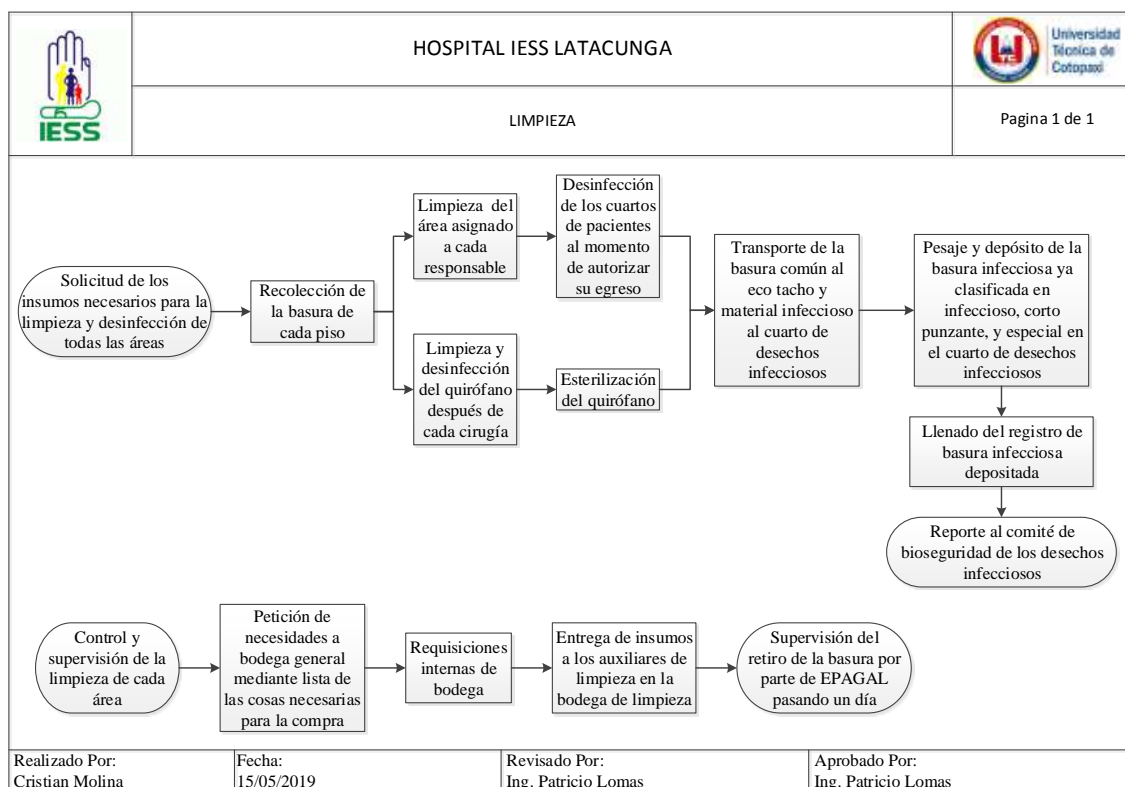 IESS
HOSPITAL IESS LATACUNGA
Universidad
Técnica de
Cotopaxi
LIMPIEZA
Pagina 1 de 1
Solicitud de los
insumos necesarios para la
limpieza y desinfección de
todas las áreas
Recolección de
la basura de
cada piso
Limpieza del
área asignado
a cada
responsable
Desinfección
de los cuartos
de pacientes
al momento
de autorizar
su egreso
Limpieza y
desinfección
del quirófano
después de
cada cirugía
Esterilización
del quirófano
Transporte de la
basura común al
eco tacho y
material infeccioso
al cuarto de
desechos
infecciosos
Pesaje y depósito de la
basura infecciosa ya
clasificada en
infeccioso, corto
punzante, y especial en
el cuarto de desechos
infecciosos
Llenado del registro de
basura infecciosa
depositada
Reporte al comité de
bioseguridad de los desechos
infecciosos
Control y
supervisión de la
limpieza de cada
área
Petición de
necesidades a
bodega general
mediante lista de
las cosas necesarias
para la compra
Requisiciones
internas de
bodega
Entrega de insumos
a los auxiliares de
limpieza en la
bodega de limpieza
Supervisión del
retiro de la basura por
parte de EPAGAL
pasando un día
Realizado Por:
Cristian Molina
Fecha:
15/05/2019
Revisado Por:
Ing. Patricio Lomas
Aprobado Por:
Ing. Patricio Lomas